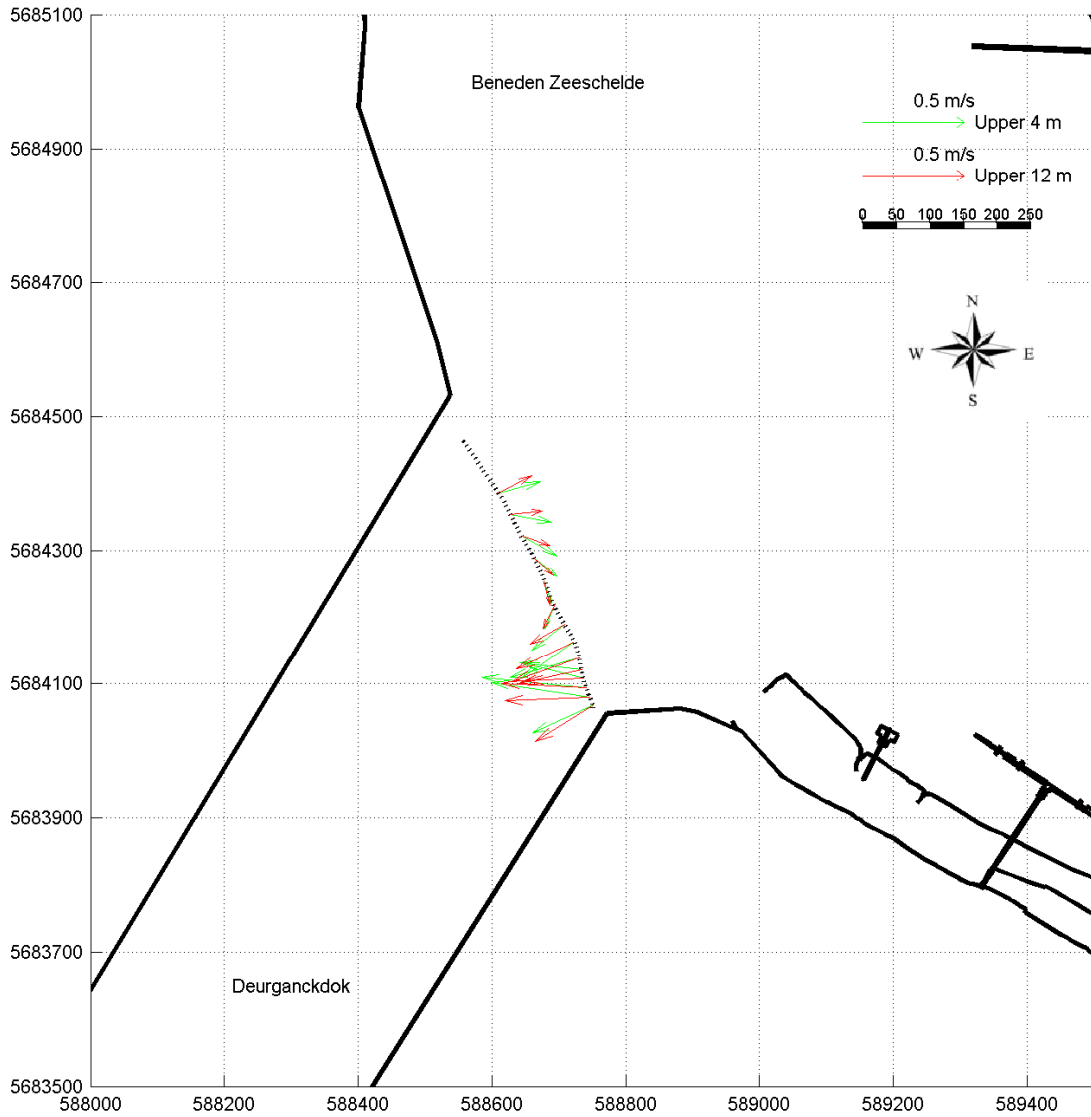 5685100
Beneden Zeeschelde
0.5 m/s
Upper 4 m
5684900
0.5 m/s
Upper 12 m
0 50 100 150 200 250
5684700
N
W E
S
5684500
5684300
5684100
5683900
5683700
Deurganckdok
5683500
588000 588200 588400 588600 588800 589000 589200 589400